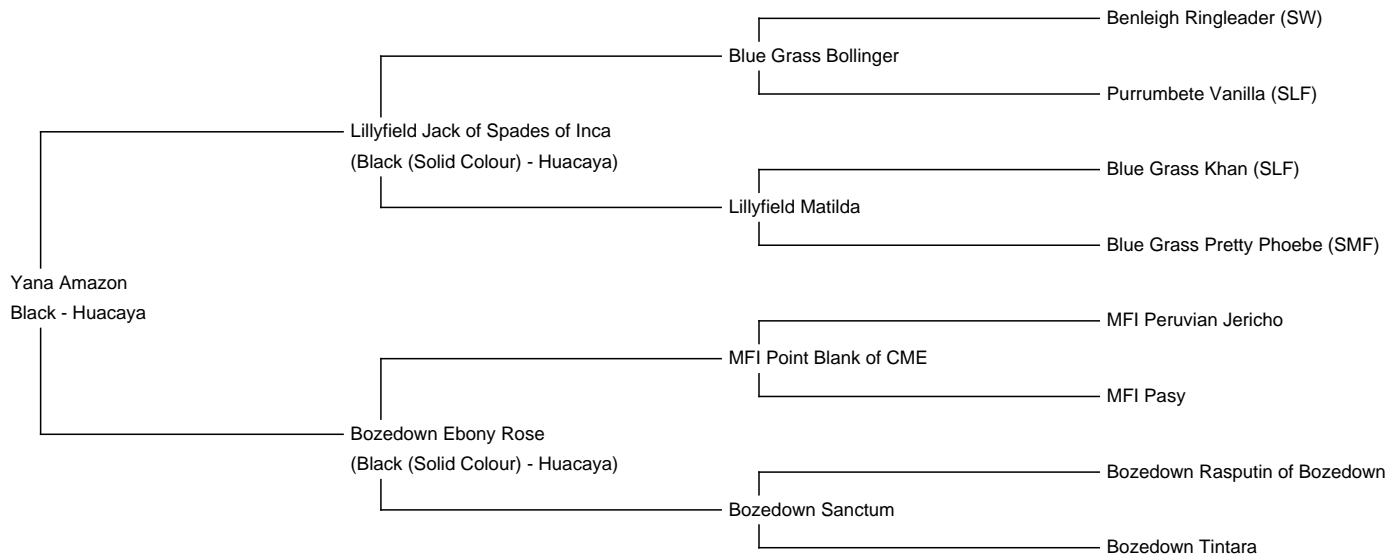 Benleigh Ringleader (SW)
Blue Grass Bollinger
Purrumbete Vanilla (SLF)
Lillyfield Jack of Spades of Inca
(Black (Solid Colour) - Huacaya)
Blue Grass Khan (SLF)
Lillyfield Matilda
Blue Grass Pretty Phoebe (SMF)
Yana Amazon
Black - Huacaya
MFI Peruvian Jericho
MFI Point Blank of CME
MFI Pasy
Bozedown Ebony Rose
(Black (Solid Colour) - Huacaya)
Bozedown Rasputin of Bozedown
Bozedown Sanctum
Bozedown Tintara